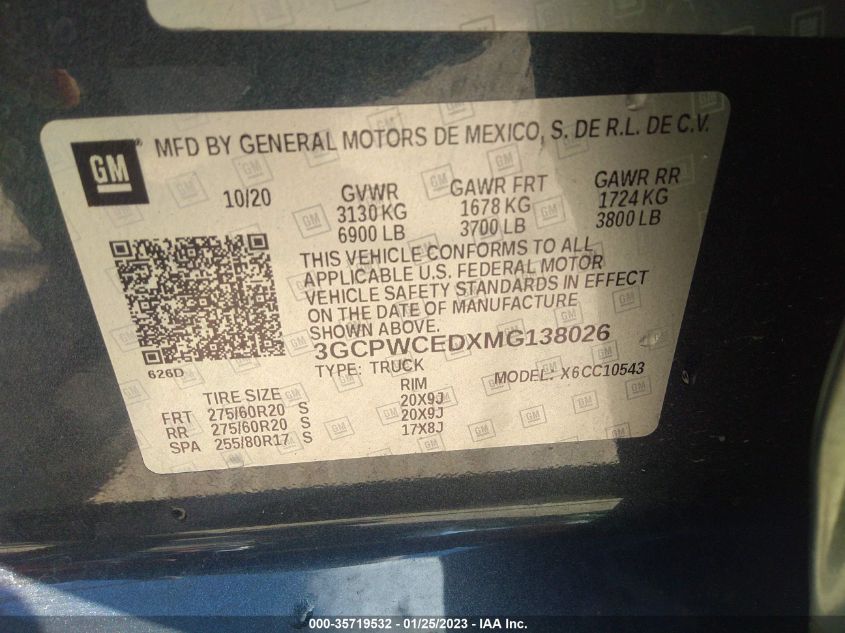 GM
MFD BY GENERAL MOTORS DE MEXICO, S. DE R.L. DE C.V.
10/20
GVWR
3130 KG
6900 LB
GAWR FRT
1678 KG
3700 LB
GAWR RR
1724 KG
3800 LB
THIS VEHICLE CONFORMS TO ALL
APPLICABLE U.S. FEDERAL MOTOR
VEHICLE SAFETY STANDARDS IN EFFECT
ON THE DATE OF MANUFACTURE
SHOWN ABOVE.
3GCPWCEDXMG138026
626D
TYPE: TRUCK
MODEL: X6CC10543
TIRE SIZE RIM
FRT 275/60R20 S 20X9J
RR 275/60R20 S 20X9J
SPA 255/80R17 S 17X8J
000-35719532 — 01/25/2023 — IAA Inc.